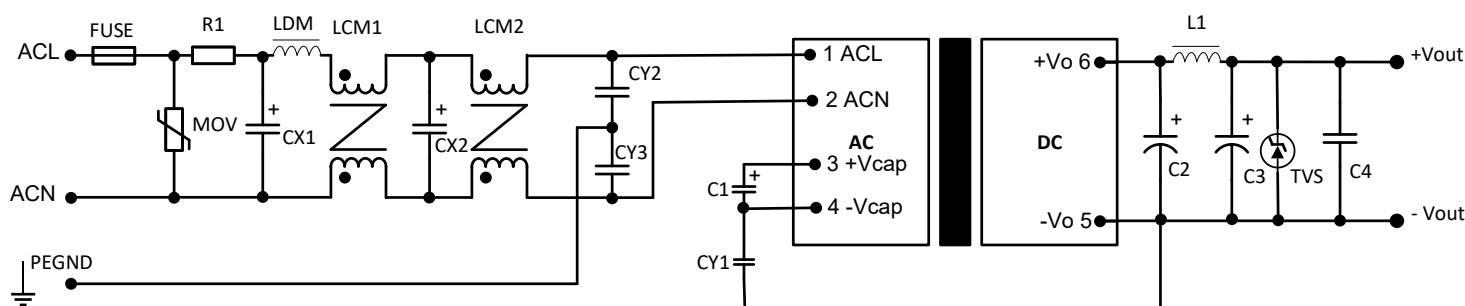 FUSE
R1
LDM
LCM1
LCM2
L1
ACL
1 ACL
+Vo 6
+Vout
CY2
2 ACN
MOV
+
CX1
+
CX2
AC
DC
+
C2
+
C3
TVS
C4
CY3
3 +Vcap
C1
+
ACN
4 -Vcap
-Vo 5
- Vout
PEGND
CY1